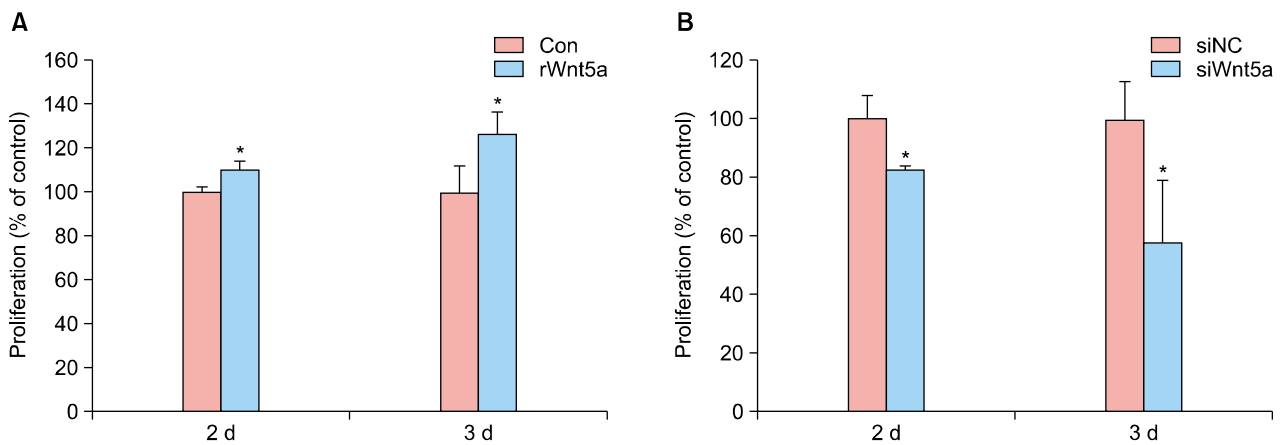 A
Con
rWnt5a
Proliferation (% of control)
160
140
120
100
80
60
40
20
0
*
*
2 d
3 d
B
siNC
siWnt5a
Proliferation (% of control)
120
100
80
60
40
20
0
*
*
2 d
3 d